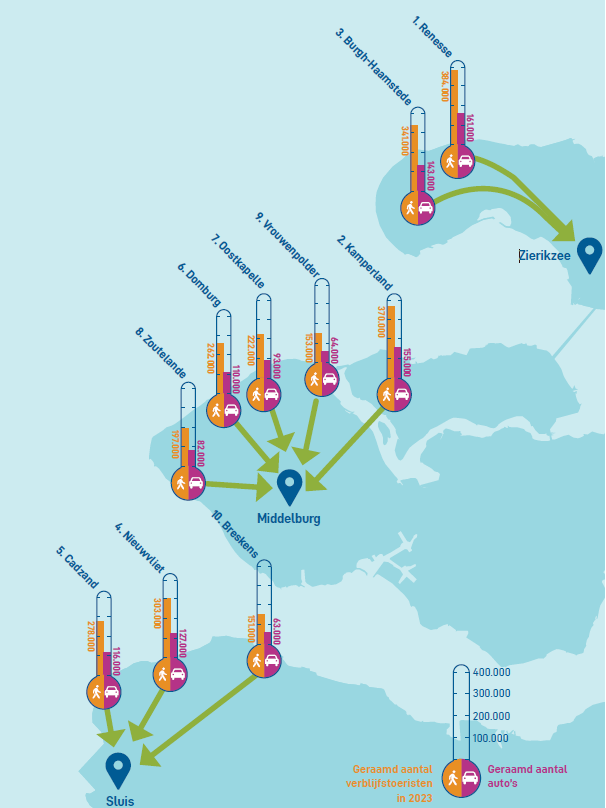 1. Renesse
384.000
161.000
3. Burgh-Haamstede
341.000
143.000
Zierikzee
9. Vrouwenpolder
153.000
64.000
2. Kamperland
370.000
155.000
7. Oostkapelle
222.000
93.000
6. Domburg
262.000
110.000
8. Zoutelande
197.000
82.000
Middelburg
10. Breskens
151.000
63.000
4. Nieuwvliet
303.000
127.000
5. Cadzand
278.000
116.000
Sluis
400.000
300.000
200.000
100.000
Geraamd aantal
verblijfstoeristen
in 2023
Geraamd aantal
auto's